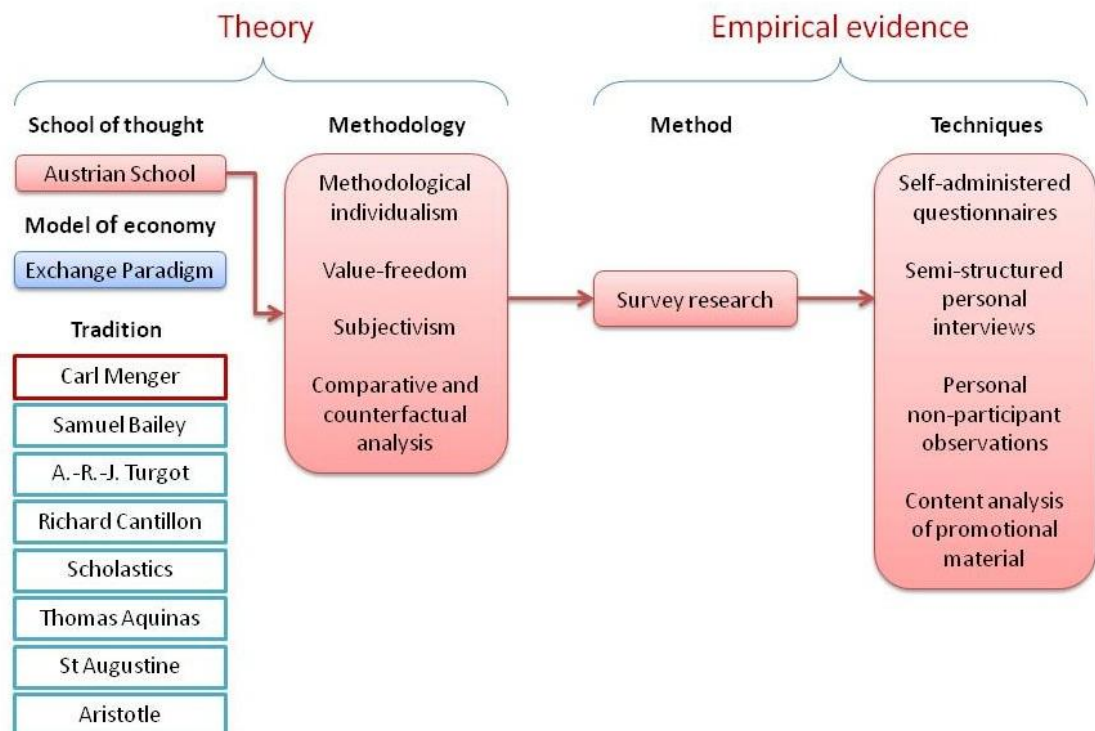 Theory
Empirical evidence
School of thought
Methodology
Method
Techniques
Austrian School
Model of economy
Exchange Paradigm
Tradition
Carl Menger
Samuel Bailey
A.-R.-J. Turgot
Richard Cantillon
Scholastics
Thomas Aquinas
St Augustine
Aristotle
Methodological
individualism
Value-freedom
Subjectivism
Comparative and
counterfactual
analysis
Survey research
Self-administered
questionnaires
Semi-structured
personal
interviews
Personal
non-participant
observations
Content analysis
of promotional
material